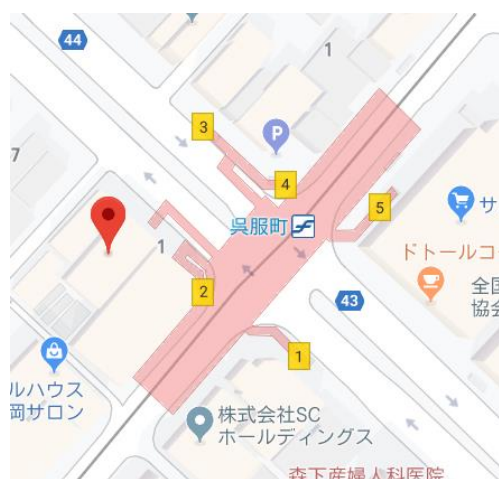 44
1
3
P
7
4
5
呉服町
サ
1
ドトールコ
2
全国
協会
43
ルハウス
岡サロン
1
株式会社SC
ホールディングス
森下産婦人科医院